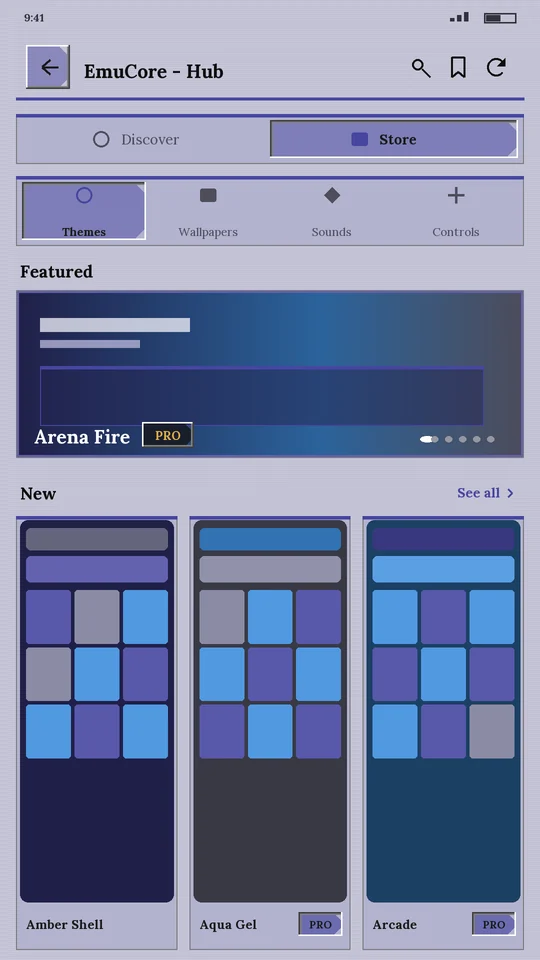 9:41
EmuCore - Hub
Discover
Store
Themes
Wallpapers
Sounds
Controls
Featured
Arena Fire
PRO
New
See all
Amber Shell
Aqua Gel
PRO
Arcade
PRO